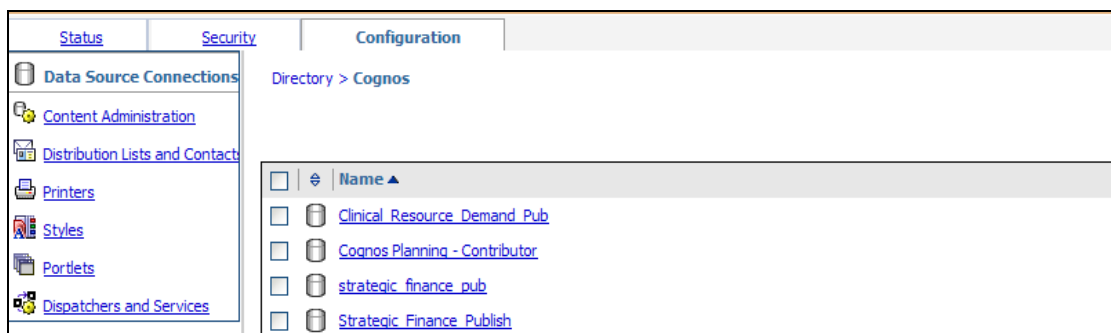 Status Security Configuration
Data Source Connections
Directory > Cognos
Content Administration
Distribution Lists and Contacts
Printers
Styles
Portlets
Dispatchers and Services
Name
Clinical_Resource_Demand_Pub
Cognos Planning - Contributor
strategic_finance_pub
Strategic_Finance_Publish